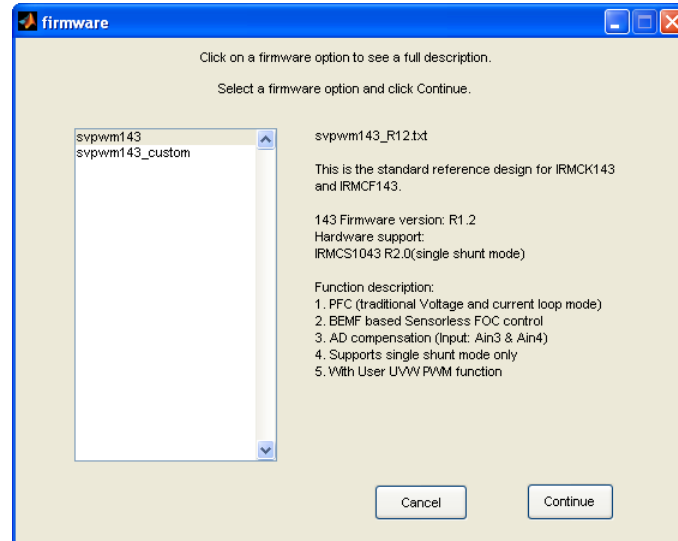 firmware
Click on a firmware option to see a full description.
Select a firmware option and click Continue.
svpwm143
svpwm143_custom
svpwm143_R12.txt
This is the standard reference design for IRMCK143
and IRMCF143.
143 Firmware version: R1.2
Hardware support:
IRMCS1043 R2.0(single shunt mode)
Function description:
1. PFC (traditional Voltage and current loop mode)
2. BEMF based Sensorless FOC control
3. AD compensation (Input: Ain3 & Ain4)
4. Supports single shunt mode only
5. With User UVW PWM function
Cancel
Continue